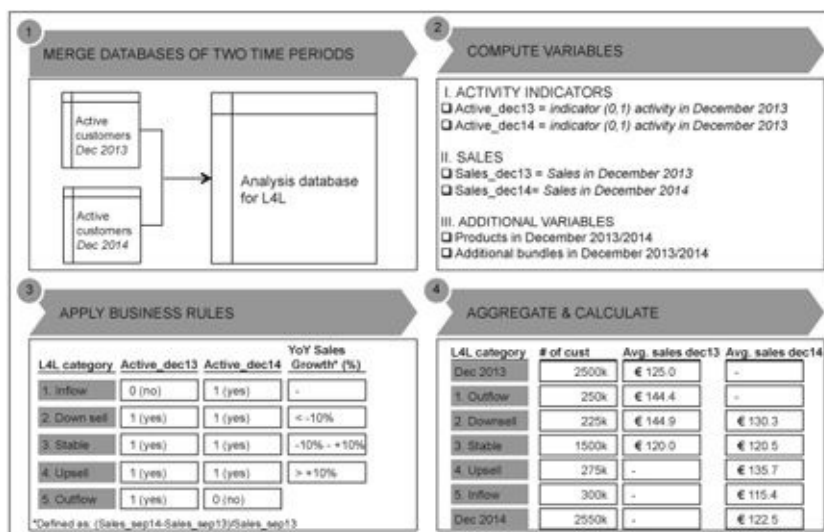 1
MERGE DATABASES OF TWO TIME PERIODS
Active
customers
Dec 2013
Active
customers
Dec 2014
Analysis database
for L4L
2
COMPUTE VARIABLES
I. ACTIVITY INDICATORS
❑ Active_dec13 = indicator (0,1) activity in December 2013
❑ Active_dec14 = indicator (0,1) activity in December 2013
II. SALES
❑ Sales_dec13 = Sales in December 2013
❑ Sales_dec14= Sales in December 2014
III. ADDITIONAL VARIABLES
❑ Products in December 2013/2014
❑ Additional bundles in December 2013/2014
3
APPLY BUSINESS RULES
L4L category Active_dec13 Active_dec14 YoY Sales
Growth* (%)
1. Inflow 0 (no) 1 (yes) -
2. Down sell 1 (yes) 1 (yes) < -10%
3. Stable 1 (yes) 1 (yes) -10% - +10%
4. Upsell 1 (yes) 1 (yes) > +10%
5. Outflow 1 (yes) 0 (no)
*Defined as: (Sales_sep14-Sales_sep13)/Sales_sep13
4
AGGREGATE & CALCULATE
L4L category # of cust Avg. sales dec13 Avg. sales dec14
Dec 2013 2500k € 125.0 -
1. Outflow 250k € 144.4 -
2. Downsell 225k € 144.9 € 130.3
3. Stable 1500k € 120.0 € 120.5
4. Upsell 275k - € 135.7
5. Inflow 300k - € 115.4
Dec 2014 2550k - € 122.5